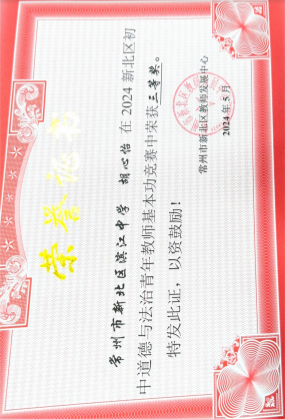 荣誉证书
常州市新北区滨江中学 胡心怡 在2024新北区初
中道德与法治青年教师基本功竞赛中荣获三等奖。
特发此证，以资鼓励！
常州市新北区教师发展中心
2024年5月